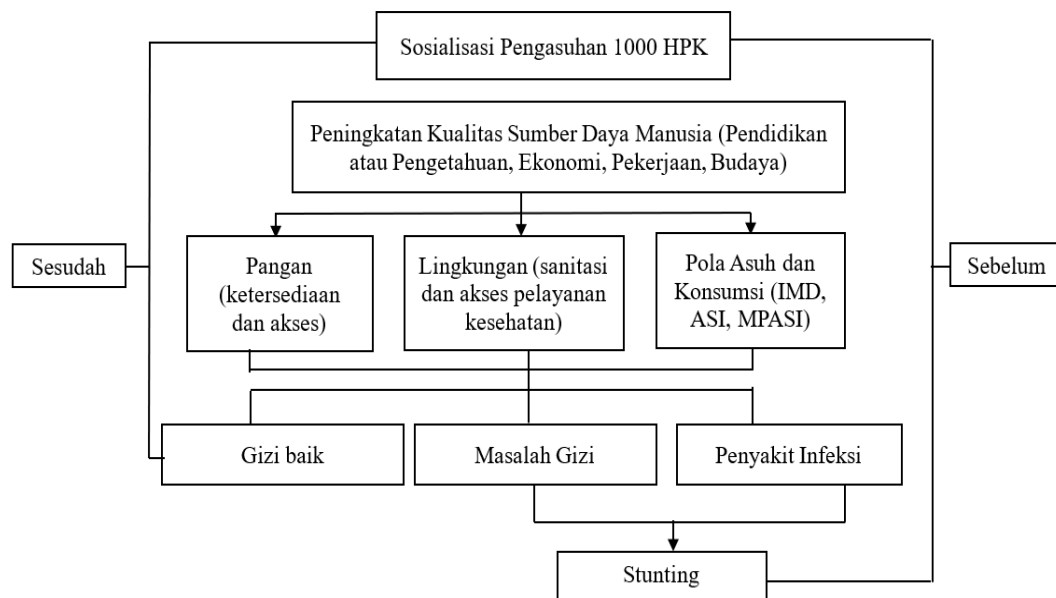 Sosialisasi Pengasuhan 1000 HPK
Peningkatan Kualitas Sumber Daya Manusia (Pendidikan
atau Pengetahuan, Ekonomi, Pekerjaan, Budaya)
Sesudah
Pangan
(ketersediaan
dan akses)
Lingkungan (sanitasi
dan akses pelayanan
kesehatan)
Pola Asuh dan
Konsumsi (IMD,
ASI, MPASI)
Sebelum
Gizi baik
Masalah Gizi
Penyakit Infeksi
Stunting